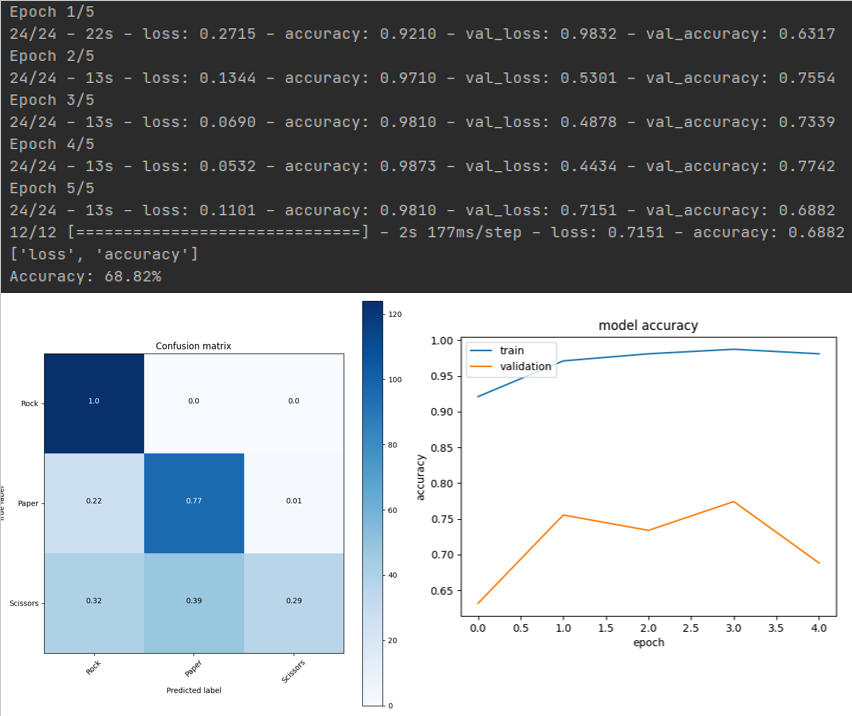 Epoch 1/5
24/24 - 22s - loss: 0.2715 - accuracy: 0.9210 - val_loss: 0.9832 - val_accuracy: 0.6317
Epoch 2/5
24/24 - 13s - loss: 0.1344 - accuracy: 0.9710 - val_loss: 0.5301 - val_accuracy: 0.7554
Epoch 3/5
24/24 - 13s - loss: 0.0690 - accuracy: 0.9810 - val_loss: 0.4878 - val_accuracy: 0.7339
Epoch 4/5
24/24 - 13s - loss: 0.0532 - accuracy: 0.9873 - val_loss: 0.4434 - val_accuracy: 0.7742
Epoch 5/5
24/24 - 13s - loss: 0.1101 - accuracy: 0.9810 - val_loss: 0.7151 - val_accuracy: 0.6882
12/12 [==============================] - 2s 177ms/step - loss: 0.7151 - accuracy: 0.6882
['loss', 'accuracy']
Accuracy: 68.82%
Confusion matrix
Rock 1.0 0.0 0.0
Paper 0.22 0.77 0.01
Scissors 0.32 0.39 0.29
Rock Paper Scissors
Predicted label
120
100
80
60
40
20
0
model accuracy
train
validation
1.00
0.95
0.90
0.85
0.80
0.75
0.70
0.65
accuracy
0.0 0.5 1.0 1.5 2.0 2.5 3.0 3.5 4.0
epoch